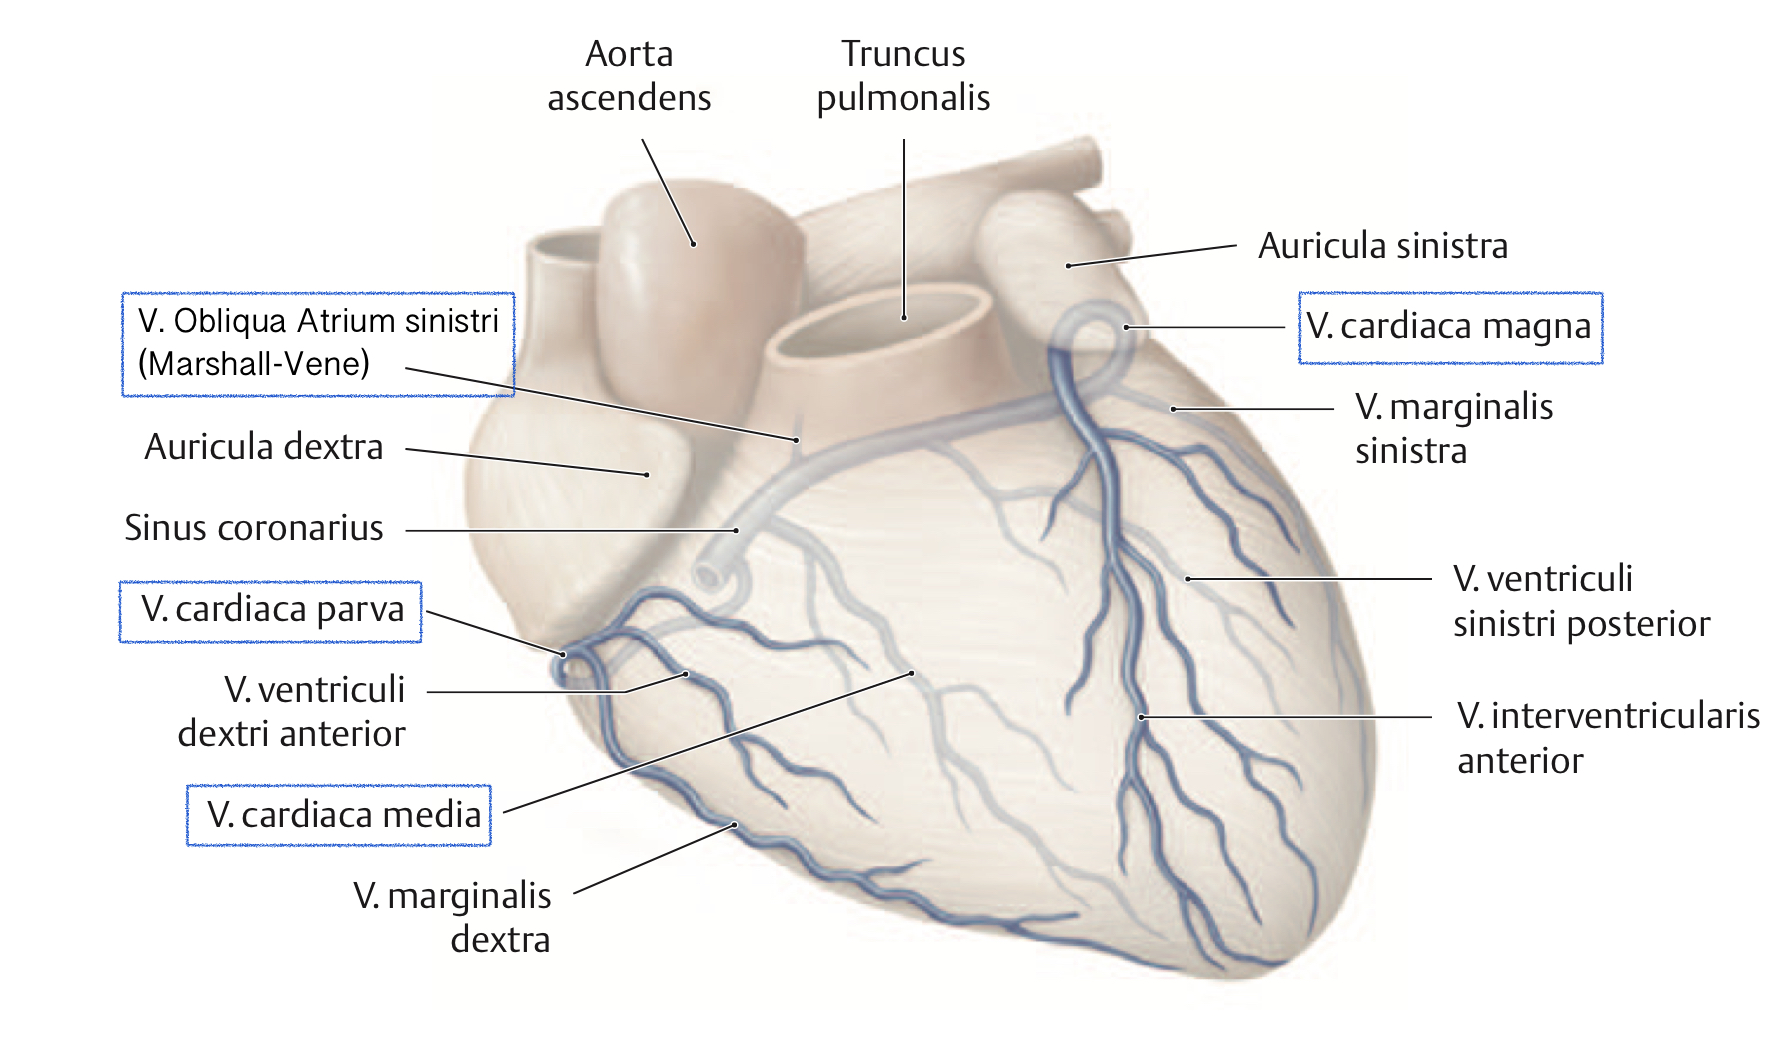 Aorta
ascendens
Truncus
pulmonalis
Auricula sinistra
V. Obliqua Atrium sinistri
(Marshall-Vene)
V. cardiaca magna
V. marginalis
sinistra
Auricula dextra
Sinus coronarius
V. cardiaca parva
V. ventriculi
sinistri posterior
V. ventriculi
dextri anterior
V. interventricularis
anterior
V. cardiaca media
V. marginalis
dextra